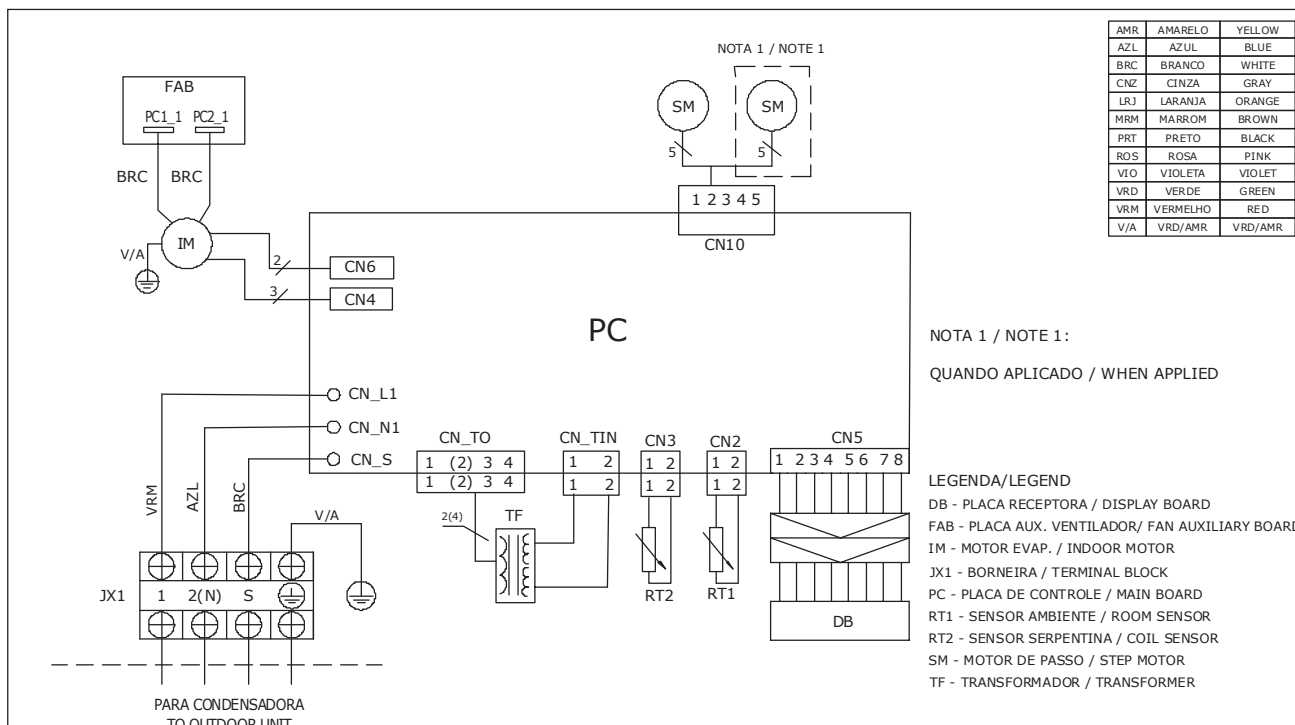 NOTA 1 / NOTE 1
FAB
PC1_1 PC2_1
BRC BRC
IM
V/A
2
3
CN6
CN4
SM
SM
5
5
1 2 3 4 5
CN10
PC
CN_L1
CN_N1
CN_S
VRM
AZL
BRC
V/A
JX1
1 2(N) S
PARA CONDENSADORA
TO OUTDOOR UNIT
CN_TO
1 (2) 3 4
1 (2) 3 4
2(4)
TF
CN_TIN
1 2
1 2
CN3
1 2
1 2
RT2
CN2
1 2
1 2
RT1
CN5
1 2 3 4 5 6 7 8
DB
AMR AMARELO YELLOW
AZL AZUL BLUE
BRC BRANCO WHITE
CNZ CINZA GRAY
LRJ LARANJA ORANGE
MRM MARROM BROWN
PRT PRETO BLACK
ROS ROSA PINK
VIO VIOLETA VIOLET
VRD VERDE GREEN
VRM VERMELHO RED
V/A VRD/AMR VRD/AMR
NOTA 1 / NOTE 1:
QUANDO APLICADO / WHEN APPLIED
LEGENDA/LEGEND
DB - PLACA RECEPTORA / DISPLAY BOARD
FAB - PLACA AUX. VENTILADOR/ FAN AUXILIARY BOARD
IM - MOTOR EVAP. / INDOOR MOTOR
JX1 - BORNEIRA / TERMINAL BLOCK
PC - PLACA DE CONTROLE / MAIN BOARD
RT1 - SENSOR AMBIENTE / ROOM SENSOR
RT2 - SENSOR SERPENTINA / COIL SENSOR
SM - MOTOR DE PASSO / STEP MOTOR
TF - TRANSFORMADOR / TRANSFORMER